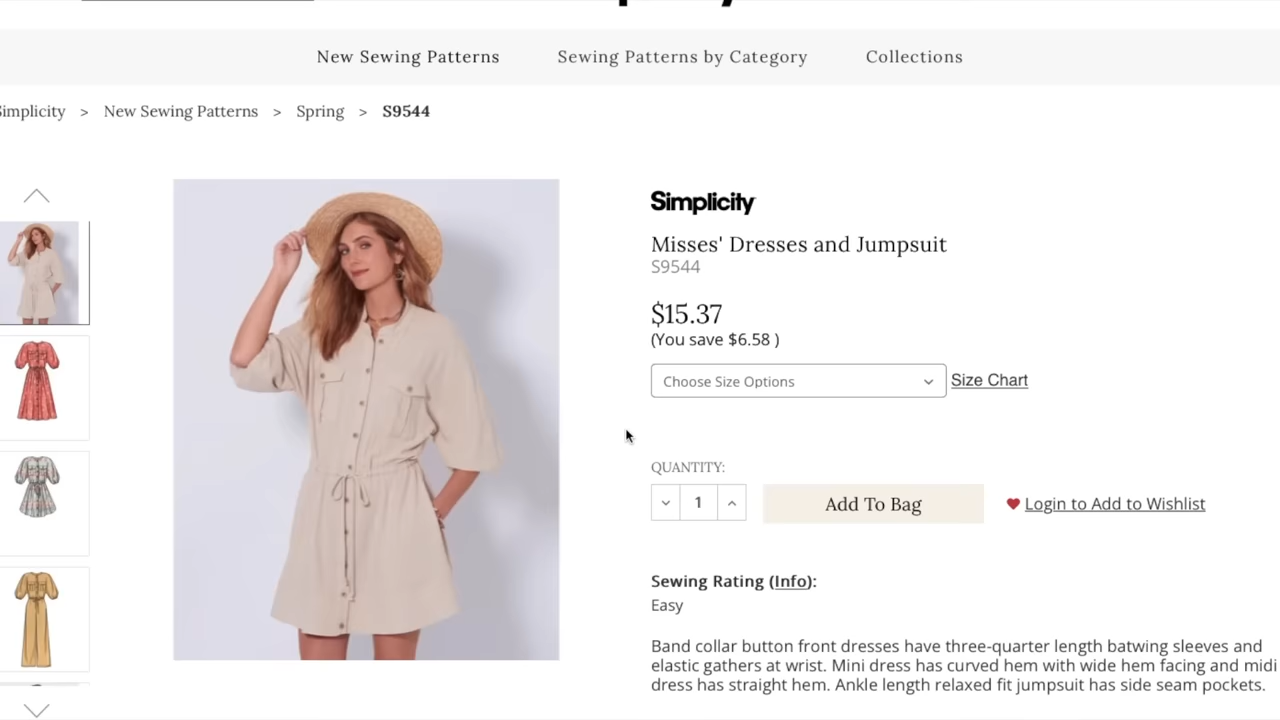 New Sewing Patterns Sewing Patterns by Category Collections
Simplicity > New Sewing Patterns > Spring > S9544
Simplicity
Misses' Dresses and Jumpsuit
S9544
$15.37
(You save $6.58 )
Choose Size Options Size Chart
QUANTITY:
1 Add To Bag Login to Add to Wishlist
Sewing Rating (Info):
Easy
Band collar button front dresses have three-quarter length batwing sleeves and
elastic gathers at wrist. Mini dress has curved hem with wide hem facing and midi
dress has straight hem. Ankle length relaxed fit jumpsuit has side seam pockets.